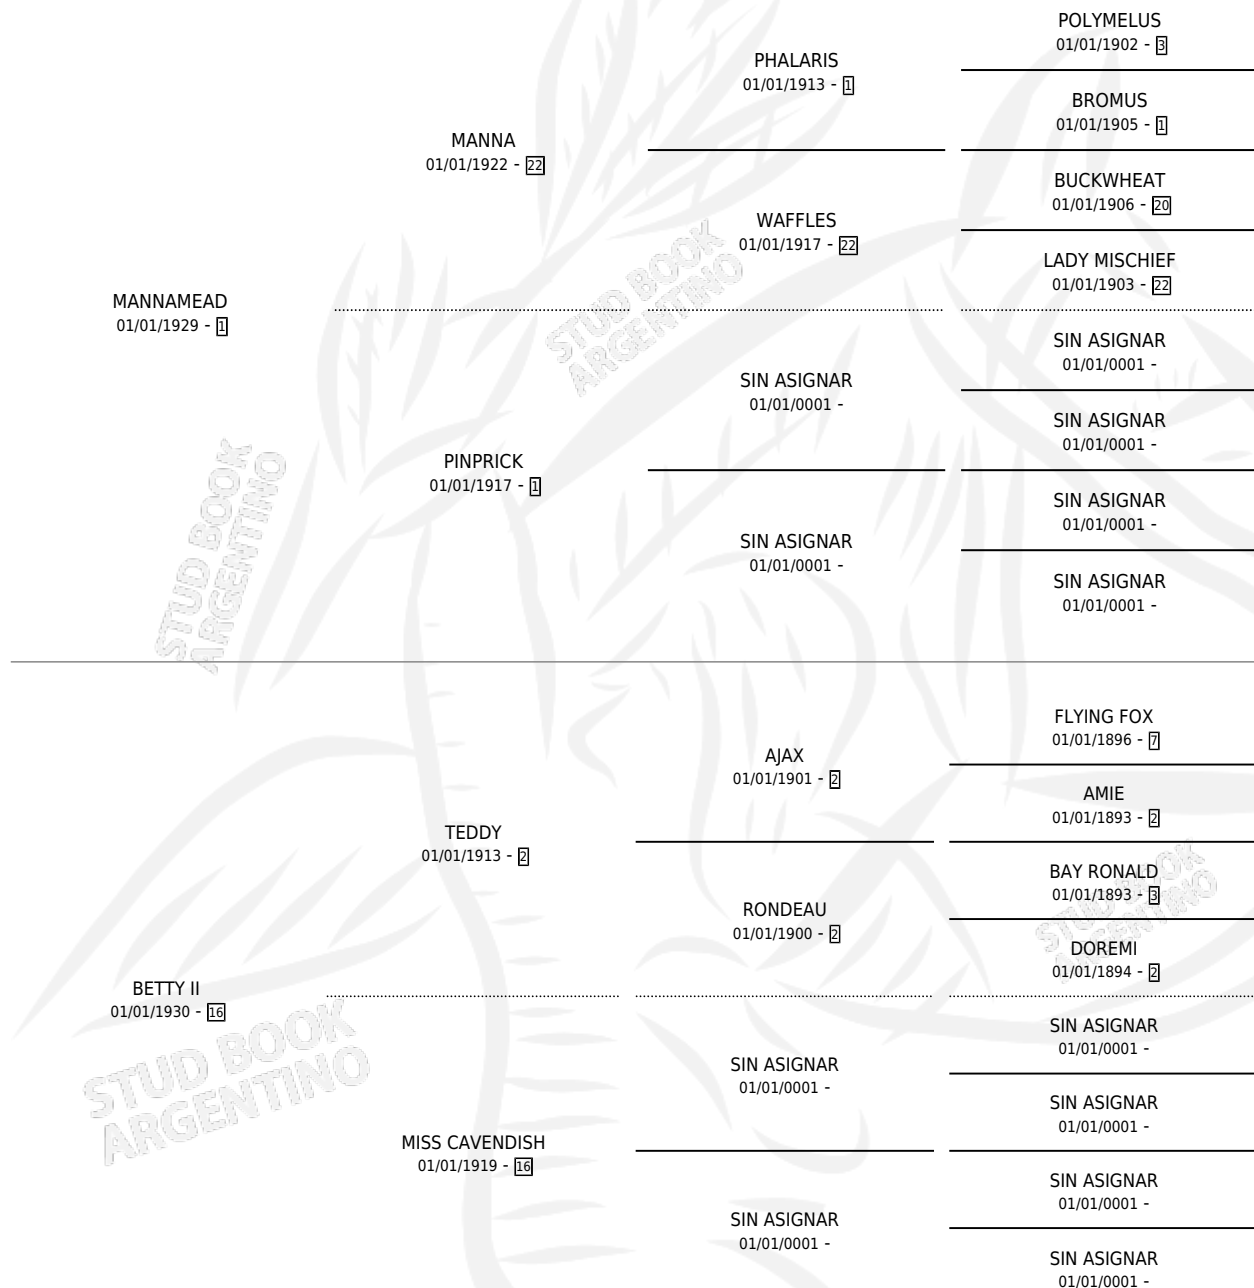 POLYMELUS
01/01/1902 - 3
PHALARIS
01/01/1913 - 1
BROMUS
01/01/1905 - 1
MANNA
01/01/1922 - 22
BUCKWHEAT
01/01/1906 - 20
WAFFLES
01/01/1917 - 22
LADY MISCHIEF
01/01/1903 - 22
MANNAMEAD
01/01/1929 - 1
STUD BOOK
ARGENTINO
SIN ASIGNAR
01/01/0001 -
SIN ASIGNAR
01/01/0001 -
SIN ASIGNAR
01/01/0001 -
PINPRICK
01/01/1917 - 1
SIN ASIGNAR
01/01/0001 -
SIN ASIGNAR
01/01/0001 -
SIN ASIGNAR
01/01/0001 -
STUD BOOK
ARGENTINO
FLYING FOX
01/01/1896 - 7
AJAX
01/01/1901 - 2
AMIE
01/01/1893 - 2
TEDDY
01/01/1913 - 2
BAY RONALD
01/01/1893 - 3
RONDEAU
01/01/1900 - 2
DOREMI
01/01/1894 - 2
STUD BOOK
ARGENTINO
BETTY II
01/01/1930 - 16
SIN ASIGNAR
01/01/0001 -
SIN ASIGNAR
01/01/0001 -
SIN ASIGNAR
01/01/0001 -
STUD BOOK
ARGENTINO
MISS CAVENDISH
01/01/1919 - 16
SIN ASIGNAR
01/01/0001 -
SIN ASIGNAR
01/01/0001 -
SIN ASIGNAR
01/01/0001 -